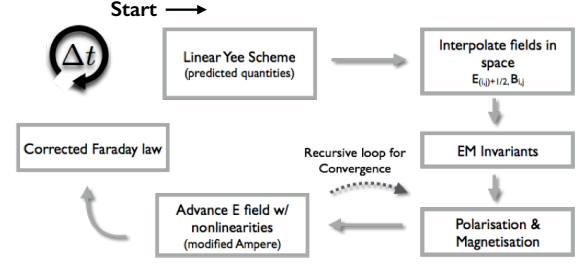 Start
Δt
Linear Yee Scheme
(predicted quantities)
Interpolate fields in
space
E(i,j)+1/2, Bi,j
Corrected Faraday law
Recursive loop for
Convergence
EM Invariants
Advance E field w/
nonlinearities
(modified Ampere)
Polarisation &
Magnetisation